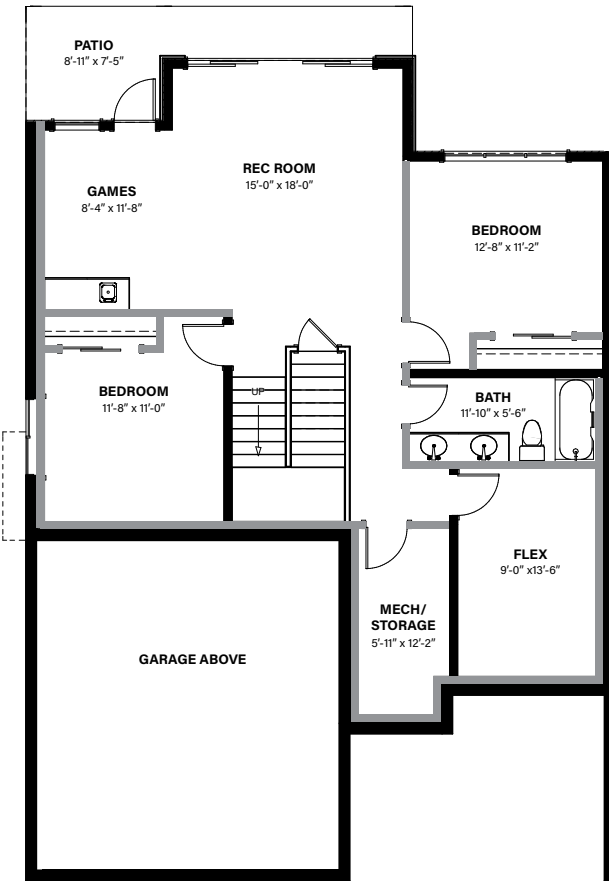 PATIO
8'-11" x 7'-5"
REC ROOM
15'-0" x 18'-0"
GAMES
8'-4" x 11'-8"
BEDROOM
12'-8" x 11'-2"
BEDROOM
11'-8" x 11'-0"
UP
BATH
11'-10" x 5'-6"
FLEX
9'-0" x13'-6"
MECH/
STORAGE
5'-11" x 12'-2"
GARAGE ABOVE